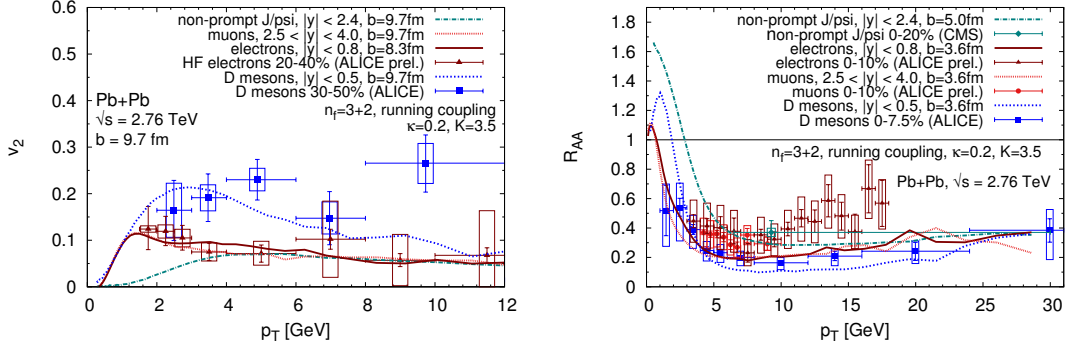 non-prompt J/psi, |y| < 2.4, b=9.7fm
muons, 2.5 < |y| < 4.0, b=9.7fm
electrons, |y| < 0.8, b=8.3fm
HF electrons 20-40% (ALICE prel.)
D mesons, |y| < 0.5, b=9.7fm
D mesons 30-50% (ALICE)
Pb+Pb
√s = 2.76 TeV
b = 9.7 fm
n_f=3+2, running coupling
κ=0.2, K=3.5
v_2
0.6
0.5
0.4
0.3
0.2
0.1
0
0 2 4 6 8 10 12
p_T [GeV]
non-prompt J/psi, |y| < 2.4, b=5.0fm
non-prompt J/psi 0-20% (CMS)
electrons, |y| < 0.8, b=3.6fm
electrons 0-10% (ALICE prel.)
muons, 2.5 < |y| < 4.0, b=3.6fm
muons 0-10% (ALICE prel.)
D mesons, |y| < 0.5, b=3.6fm
D mesons 0-7.5% (ALICE)
n_f=3+2, running coupling, κ=0.2, K=3.5
Pb+Pb, √s = 2.76 TeV
R_AA
1.8
1.6
1.4
1.2
1
0.8
0.6
0.4
0.2
0
0 5 10 15 20 25 30
p_T [GeV]